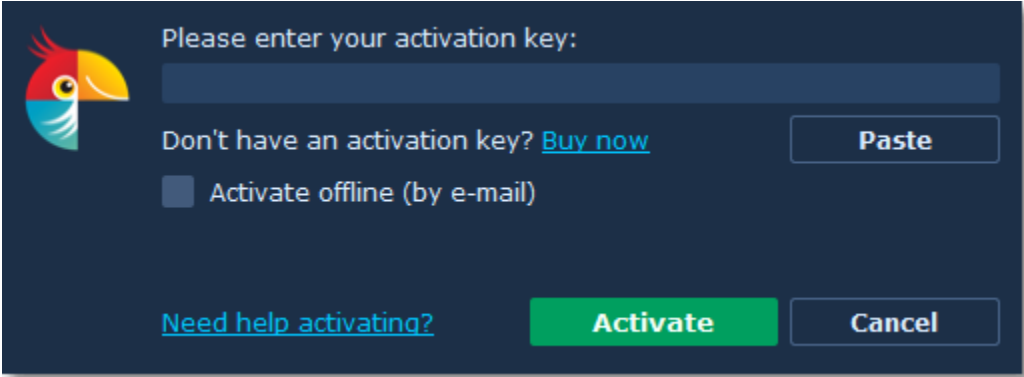 Please enter your activation key:
Don't have an activation key? Buy now
Paste
Activate offline (by e-mail)
Need help activating?
Activate
Cancel